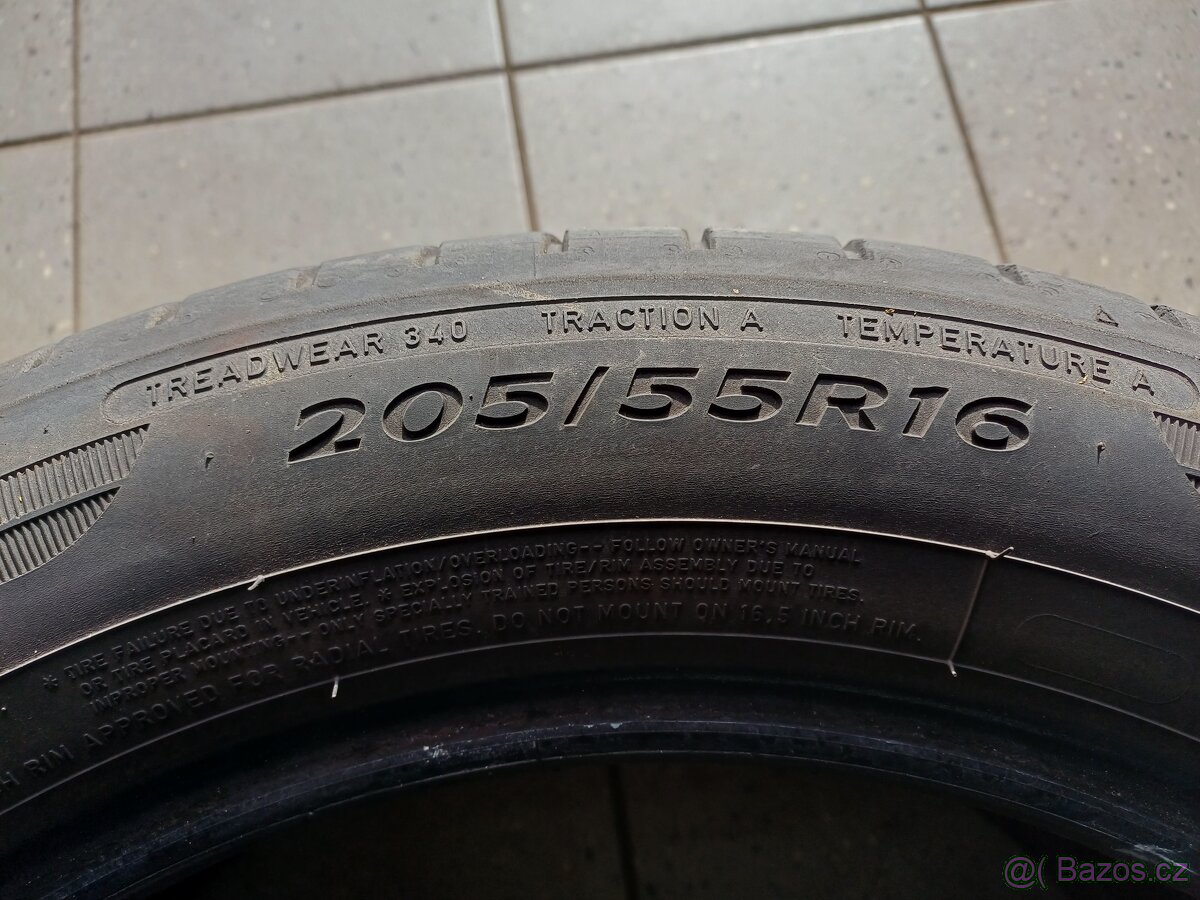 TREADWEAR 340 TRACTION A TEMPERATURE A
205/55R16
* TIRE FAILURE DUE TO UNDERINFLATION/OVERLOADING-- FOLLOW OWNER'S MANUAL
OR TIRE PLACARD IN VEHICLE. * EXPLOSION OF TIRE/RIM ASSEMBLY DUE TO
IMPROPER MOUNTING-- ONLY SPECIALLY TRAINED PERSONS SHOULD MOUNT TIRES.
H RIM APPROVED FOR RADIAL TIRES. DO NOT MOUNT ON 16.5 INCH RIM.
@( Bazos.cz